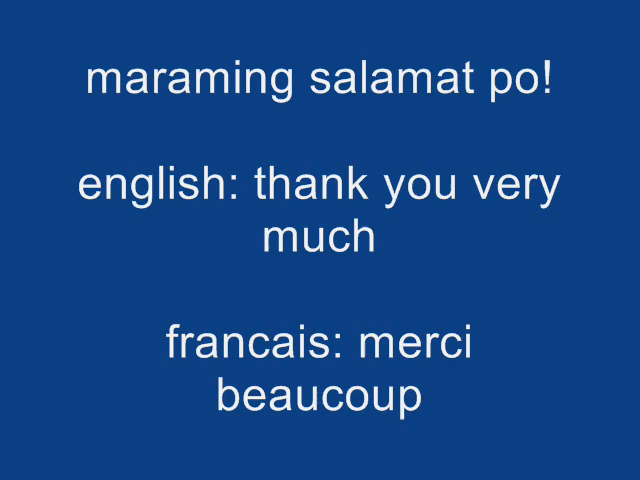 maraming salamat po!
english: thank you very
much
francais: merci
beaucoup